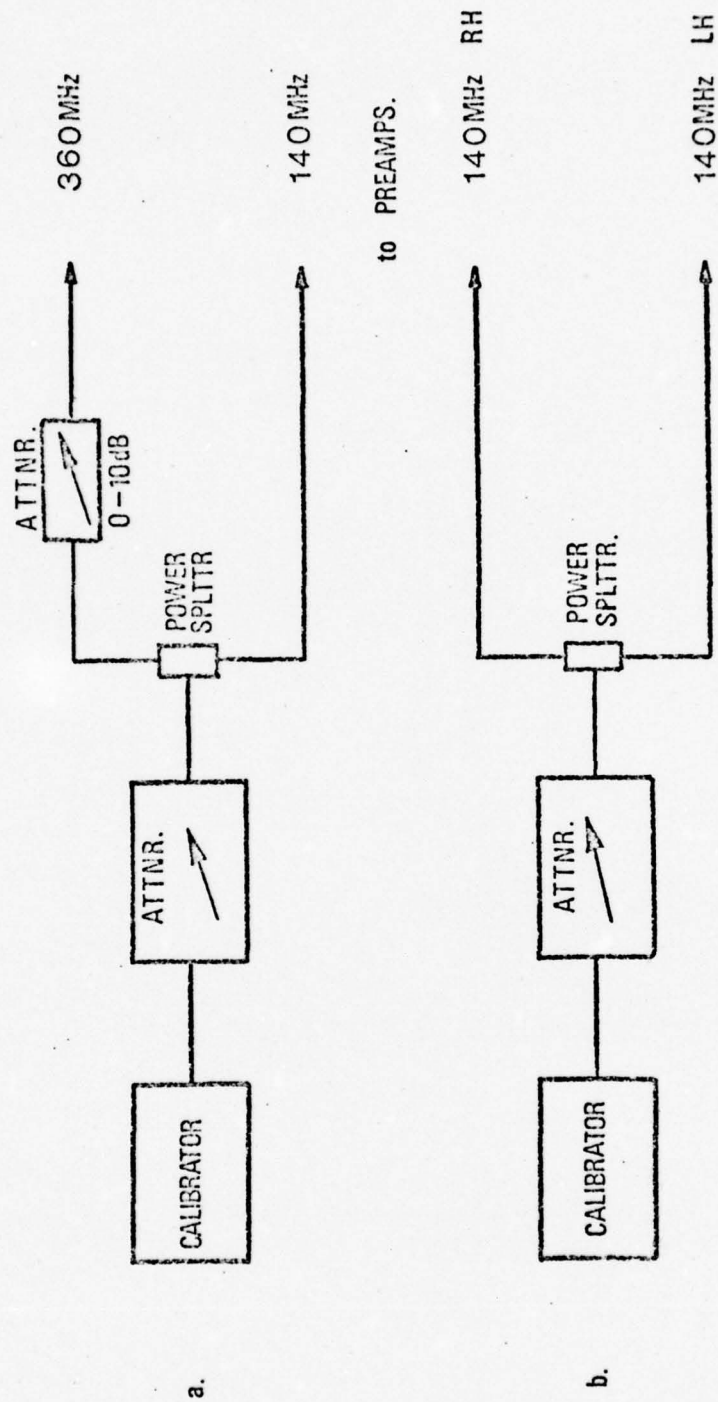 a.
CALIBRATOR
ATTNR.
POWER
SPLTTR
ATTNR.
0-10dB
360MHz
140MHz
to PREAMPS.
b.
CALIBRATOR
ATTNR.
POWER
SPLTTR.
140MHz RH
140MHz LH